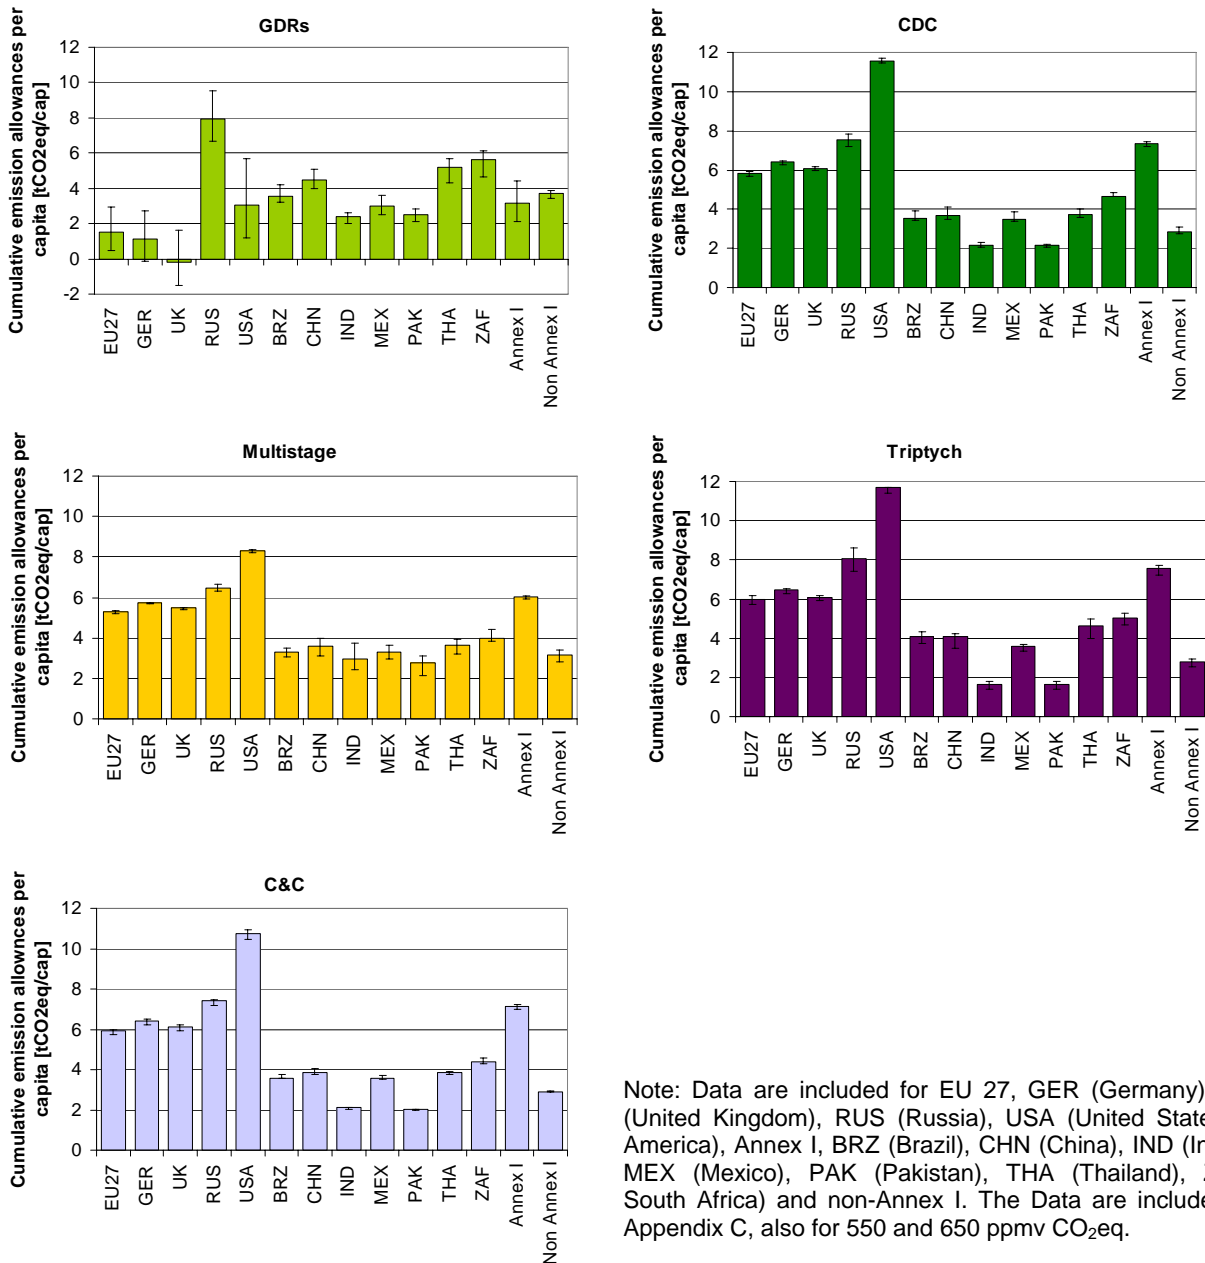 GDRs
Cumulative emission allowances per
capita [tCO2eq/cap]
12
10
8
6
4
2
0
-2
EU27
GER
UK
RUS
USA
BRZ
CHN
IND
MEX
PAK
THA
ZAF
Annex I
Non Annex I
CDC
Cumulative emission allowances per
capita [tCO2eq/cap]
12
10
8
6
4
2
0
EU27
GER
UK
RUS
USA
BRZ
CHN
IND
MEX
PAK
THA
ZAF
Annex I
Non Annex I
Multistage
Cumulative emission allowances per
capita [tCO2eq/cap]
12
10
8
6
4
2
0
EU27
GER
UK
RUS
USA
BRZ
CHN
IND
MEX
PAK
THA
ZAF
Annex I
Non Annex I
Triptych
Cumulative emission allowances per
capita [tCO2eq/cap]
12
10
8
6
4
2
0
EU27
GER
UK
RUS
USA
BRZ
CHN
IND
MEX
PAK
THA
ZAF
Annex I
Non Annex I
C&C
Cumulative emission allownces per
capita [tCO2eq/cap]
12
10
8
6
4
2
0
EU27
GER
UK
RUS
USA
BRZ
CHN
IND
MEX
PAK
THA
ZAF
Annex I
Non Annex I
Note: Data are included for EU 27, GER (Germany)
(United Kingdom), RUS (Russia), USA (United State
America), Annex I, BRZ (Brazil), CHN (China), IND (In
MEX (Mexico), PAK (Pakistan), THA (Thailand),
South Africa) and non-Annex I. The Data are include
Appendix C, also for 550 and 650 ppmv CO₂eq.